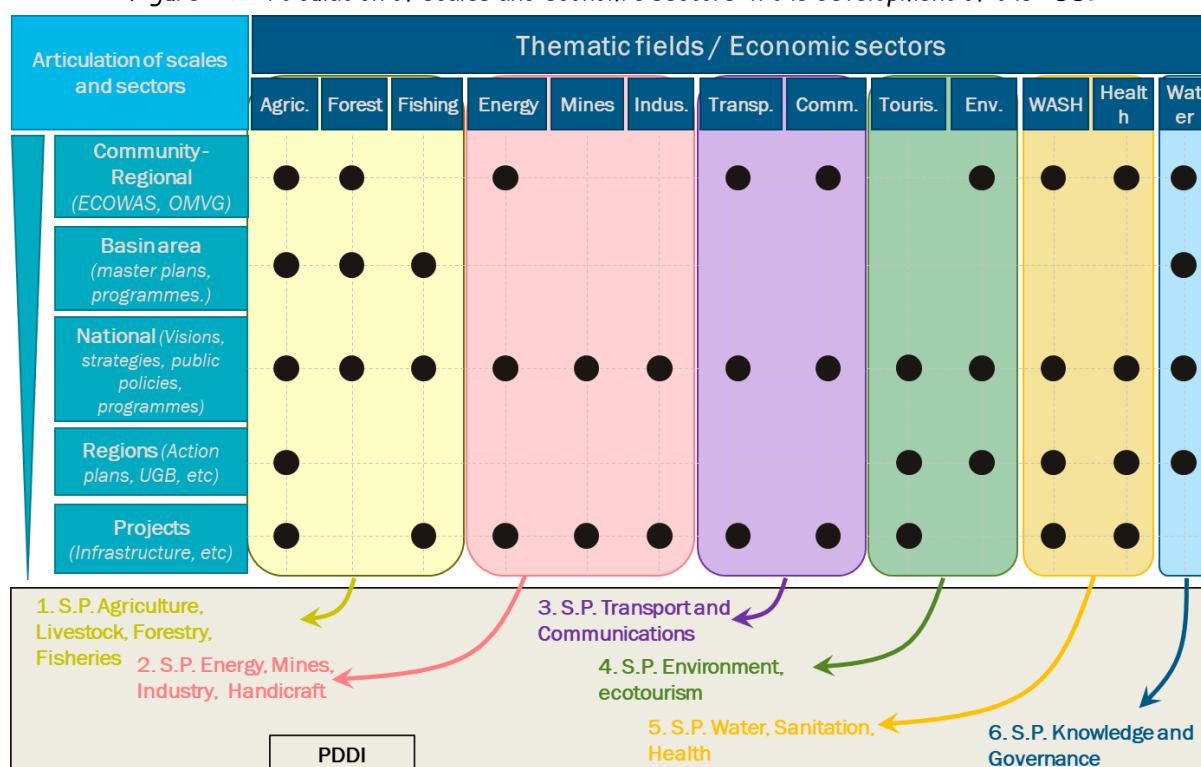 Thematic fields / Economic sectors
Articulation of scales
and sectors
Agric.
Forest
Fishing
Energy
Mines
Indus.
Transp.
Comm.
Touris.
Env.
WASH
Healt
h
Wat
er
Community-
Regional
(ECOWAS, OMVG)
Basin area
(master plans,
programmes.)
National (Visions,
strategies, public
policies,
programmes)
Regions (Action
plans, UGB, etc)
Projects
(Infrastructure, etc)
1. S.P. Agriculture,
Livestock, Forestry,
Fisheries
2. S.P. Energy, Mines,
Industry, Handicraft
3. S.P. Transport and
Communications
4. S.P. Environment,
ecotourism
5. S.P. Water, Sanitation,
Health
6. S.P. Knowledge and
Governance
PDDI